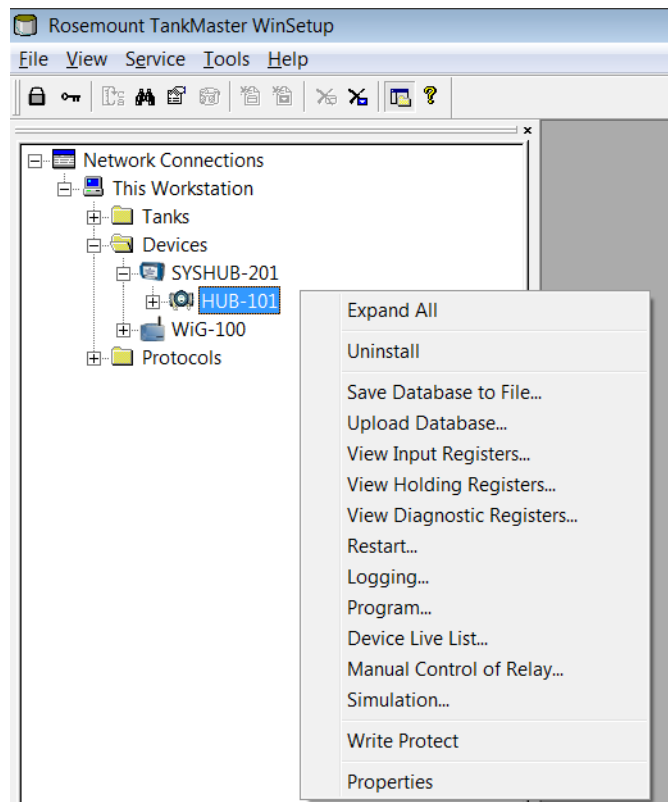 Rosemount TankMaster WinSetup
File View Service Tools Help
Network Connections
This Workstation
Tanks
Devices
SYSHUB-201
HUB-101
WiG-100
Protocols
Expand All
Uninstall
Save Database to File...
Upload Database...
View Input Registers...
View Holding Registers...
View Diagnostic Registers...
Restart...
Logging...
Program...
Device Live List...
Manual Control of Relay...
Simulation...
Write Protect
Properties